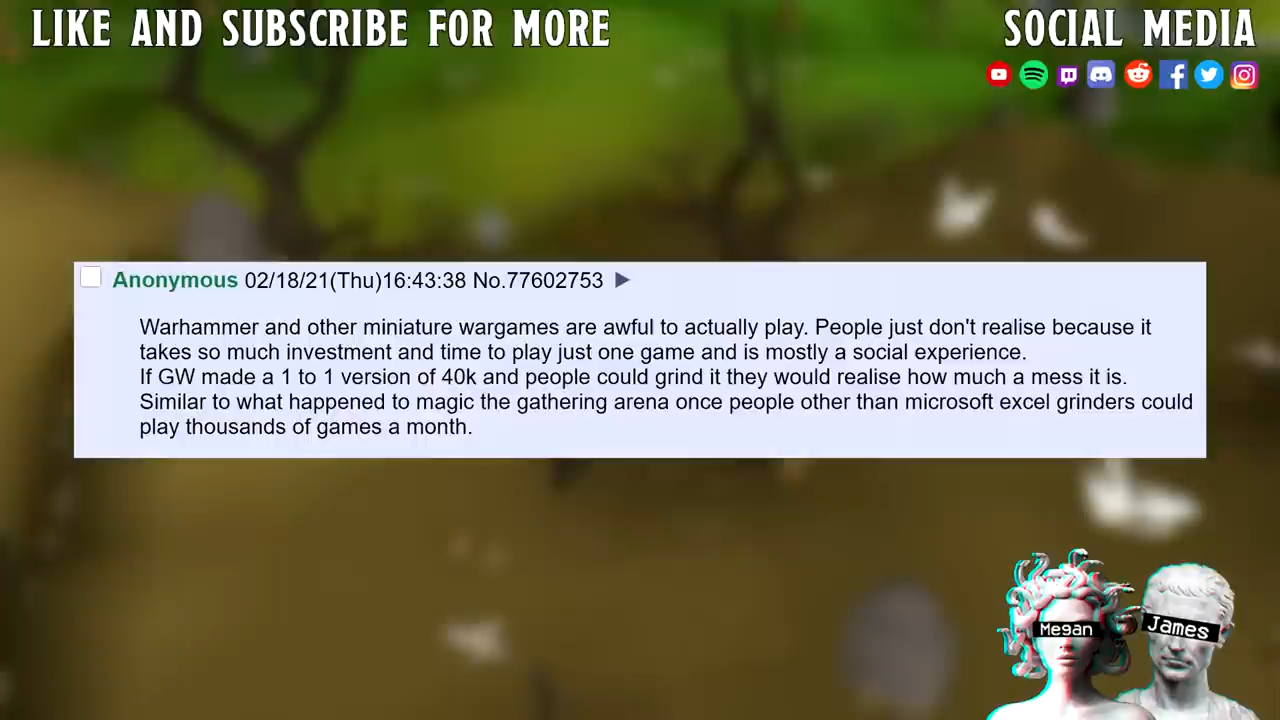 LIKE AND SUBSCRIBE FOR MORE
SOCIAL MEDIA
Anonymous 02/18/21(Thu)16:43:38 No.77602753
Warhammer and other miniature wargames are awful to actually play. People just don't realise because it
takes so much investment and time to play just one game and is mostly a social experience.
If GW made a 1 to 1 version of 40k and people could grind it they would realise how much a mess it is.
Similar to what happened to magic the gathering arena once people other than microsoft excel grinders could
play thousands of games a month.
Megan
James